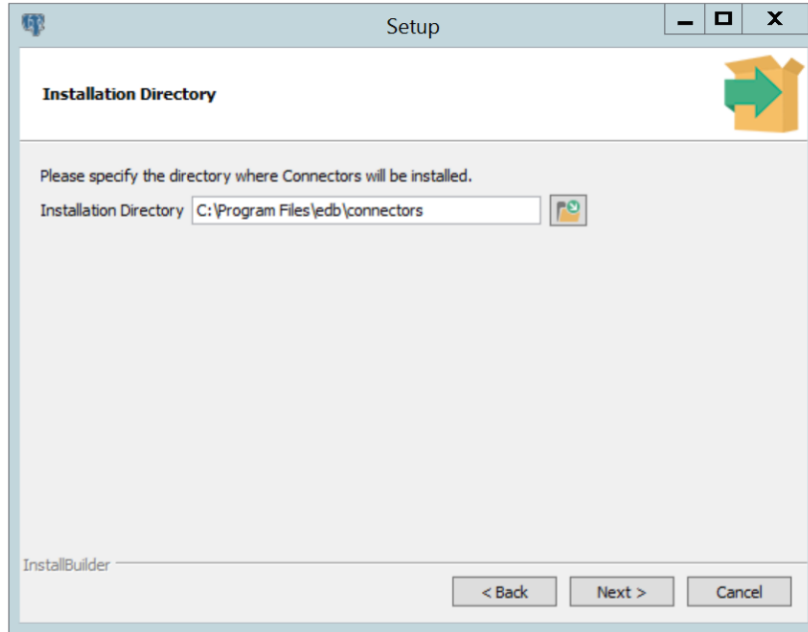 Setup
Installation Directory
Please specify the directory where Connectors will be installed.
Installation Directory C:\Program Files\edb\connectors
InstallBuilder
< Back Next > Cancel